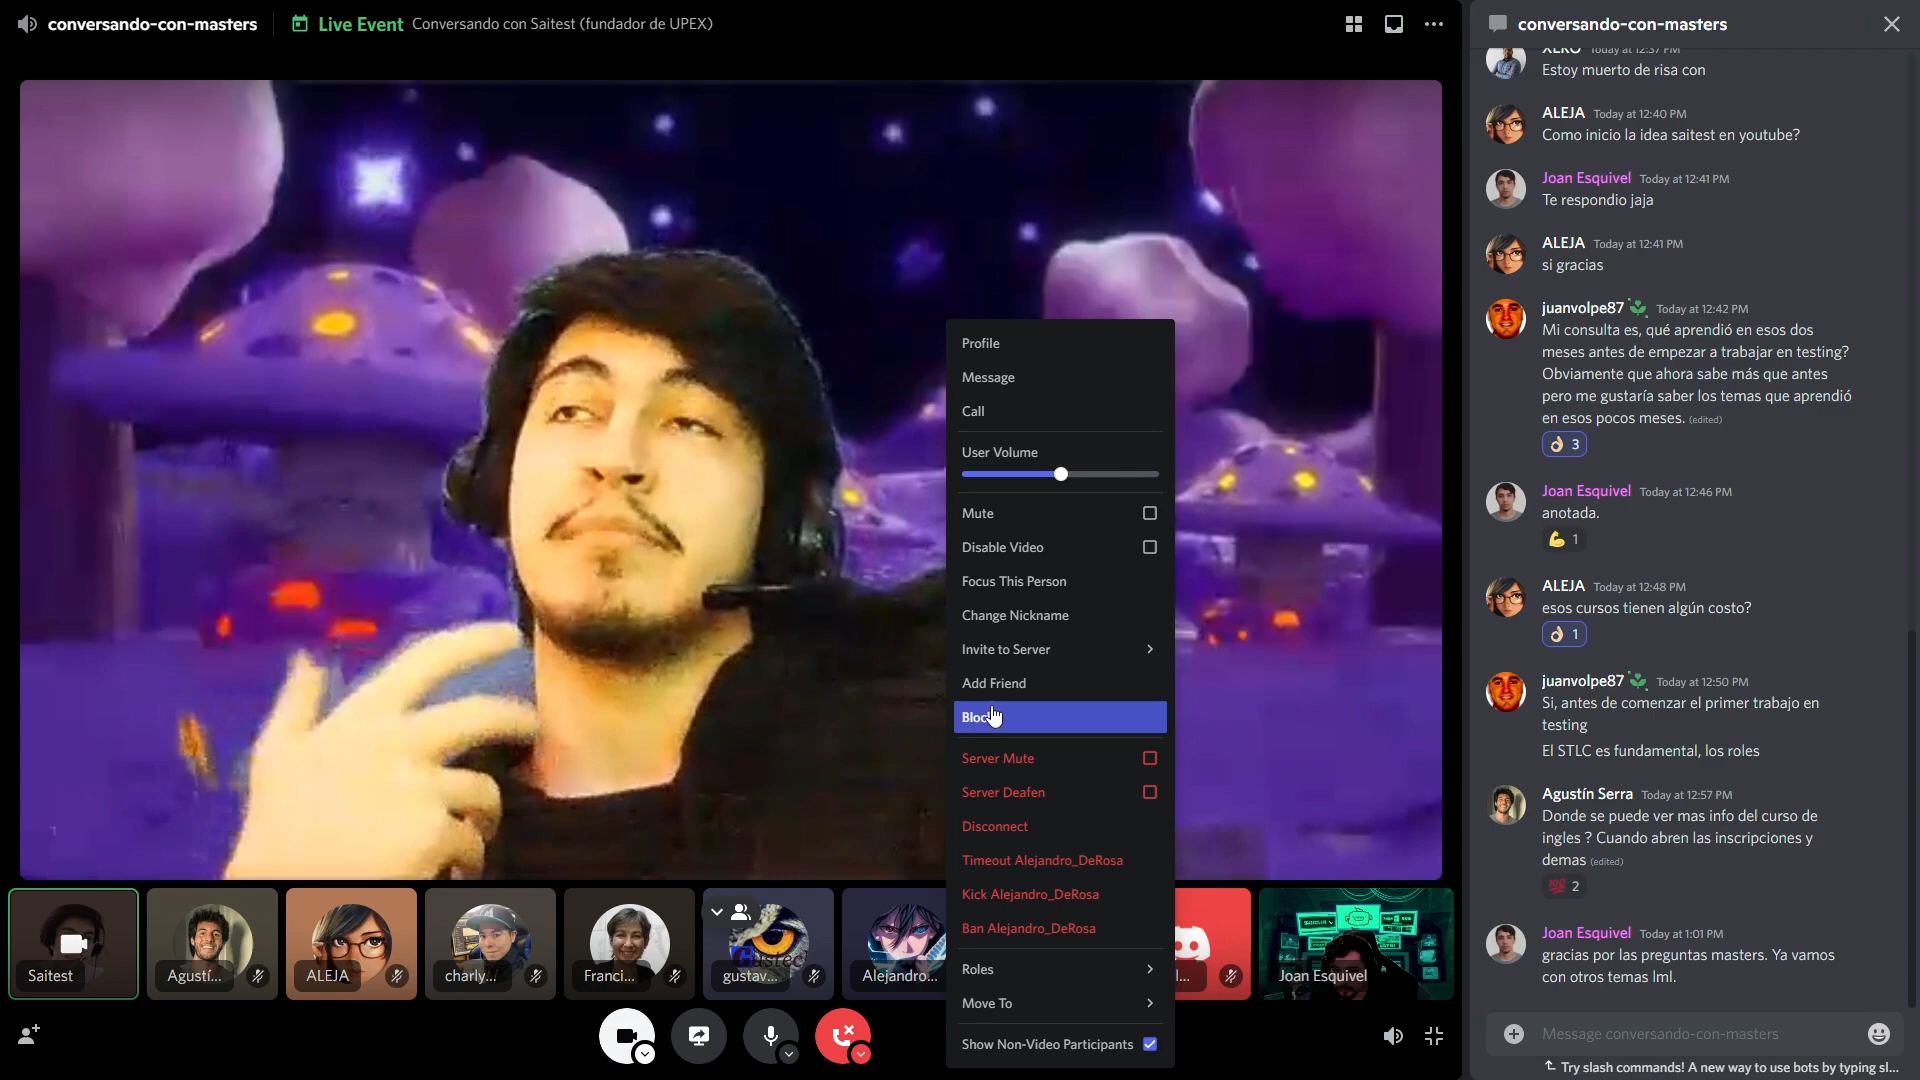 conversando-con-masters
Live Event Conversando con Saitest (fundador de UPEX)
Profile
Message
Call
User Volume
Mute
Disable Video
Focus This Person
Change Nickname
Invite to Server
Add Friend
Block
Server Mute
Server Deafen
Disconnect
Timeout Alejandro_DeRosa
Kick Alejandro_DeRosa
Ban Alejandro_DeRosa
Roles
Move To
Show Non-Video Participants
Saitest
Agustí...
ALEJA
charly...
Franci...
gustav...
Alejandro...
Joan Esquivel
conversando-con-masters
XERO Today at 12:37 PM
Estoy muerto de risa con
ALEJA Today at 12:40 PM
Como inicio la idea saitest en youtube?
Joan Esquivel Today at 12:41 PM
Te respondio jaja
ALEJA Today at 12:41 PM
si gracias
juanvolpe87 Today at 12:42 PM
Mi consulta es, qué aprendió en esos dos
meses antes de empezar a trabajar en testing?
Obviamente que ahora sabe más que antes
pero me gustaría saber los temas que aprendió
en esos pocos meses. (edited)
3
Joan Esquivel Today at 12:46 PM
anotada.
1
ALEJA Today at 12:48 PM
esos cursos tienen algún costo?
1
juanvolpe87 Today at 12:50 PM
Si, antes de comenzar el primer trabajo en
testing
El STLC es fundamental, los roles
Agustín Serra Today at 12:57 PM
Donde se puede ver mas info del curso de
ingles ? Cuando abren las inscripciones y
demas (edited)
2
Joan Esquivel Today at 1:01 PM
gracias por las preguntas masters. Ya vamos
con otros temas lml.
Message conversando-con-masters
Try slash commands! A new way to use bots by typing sl...